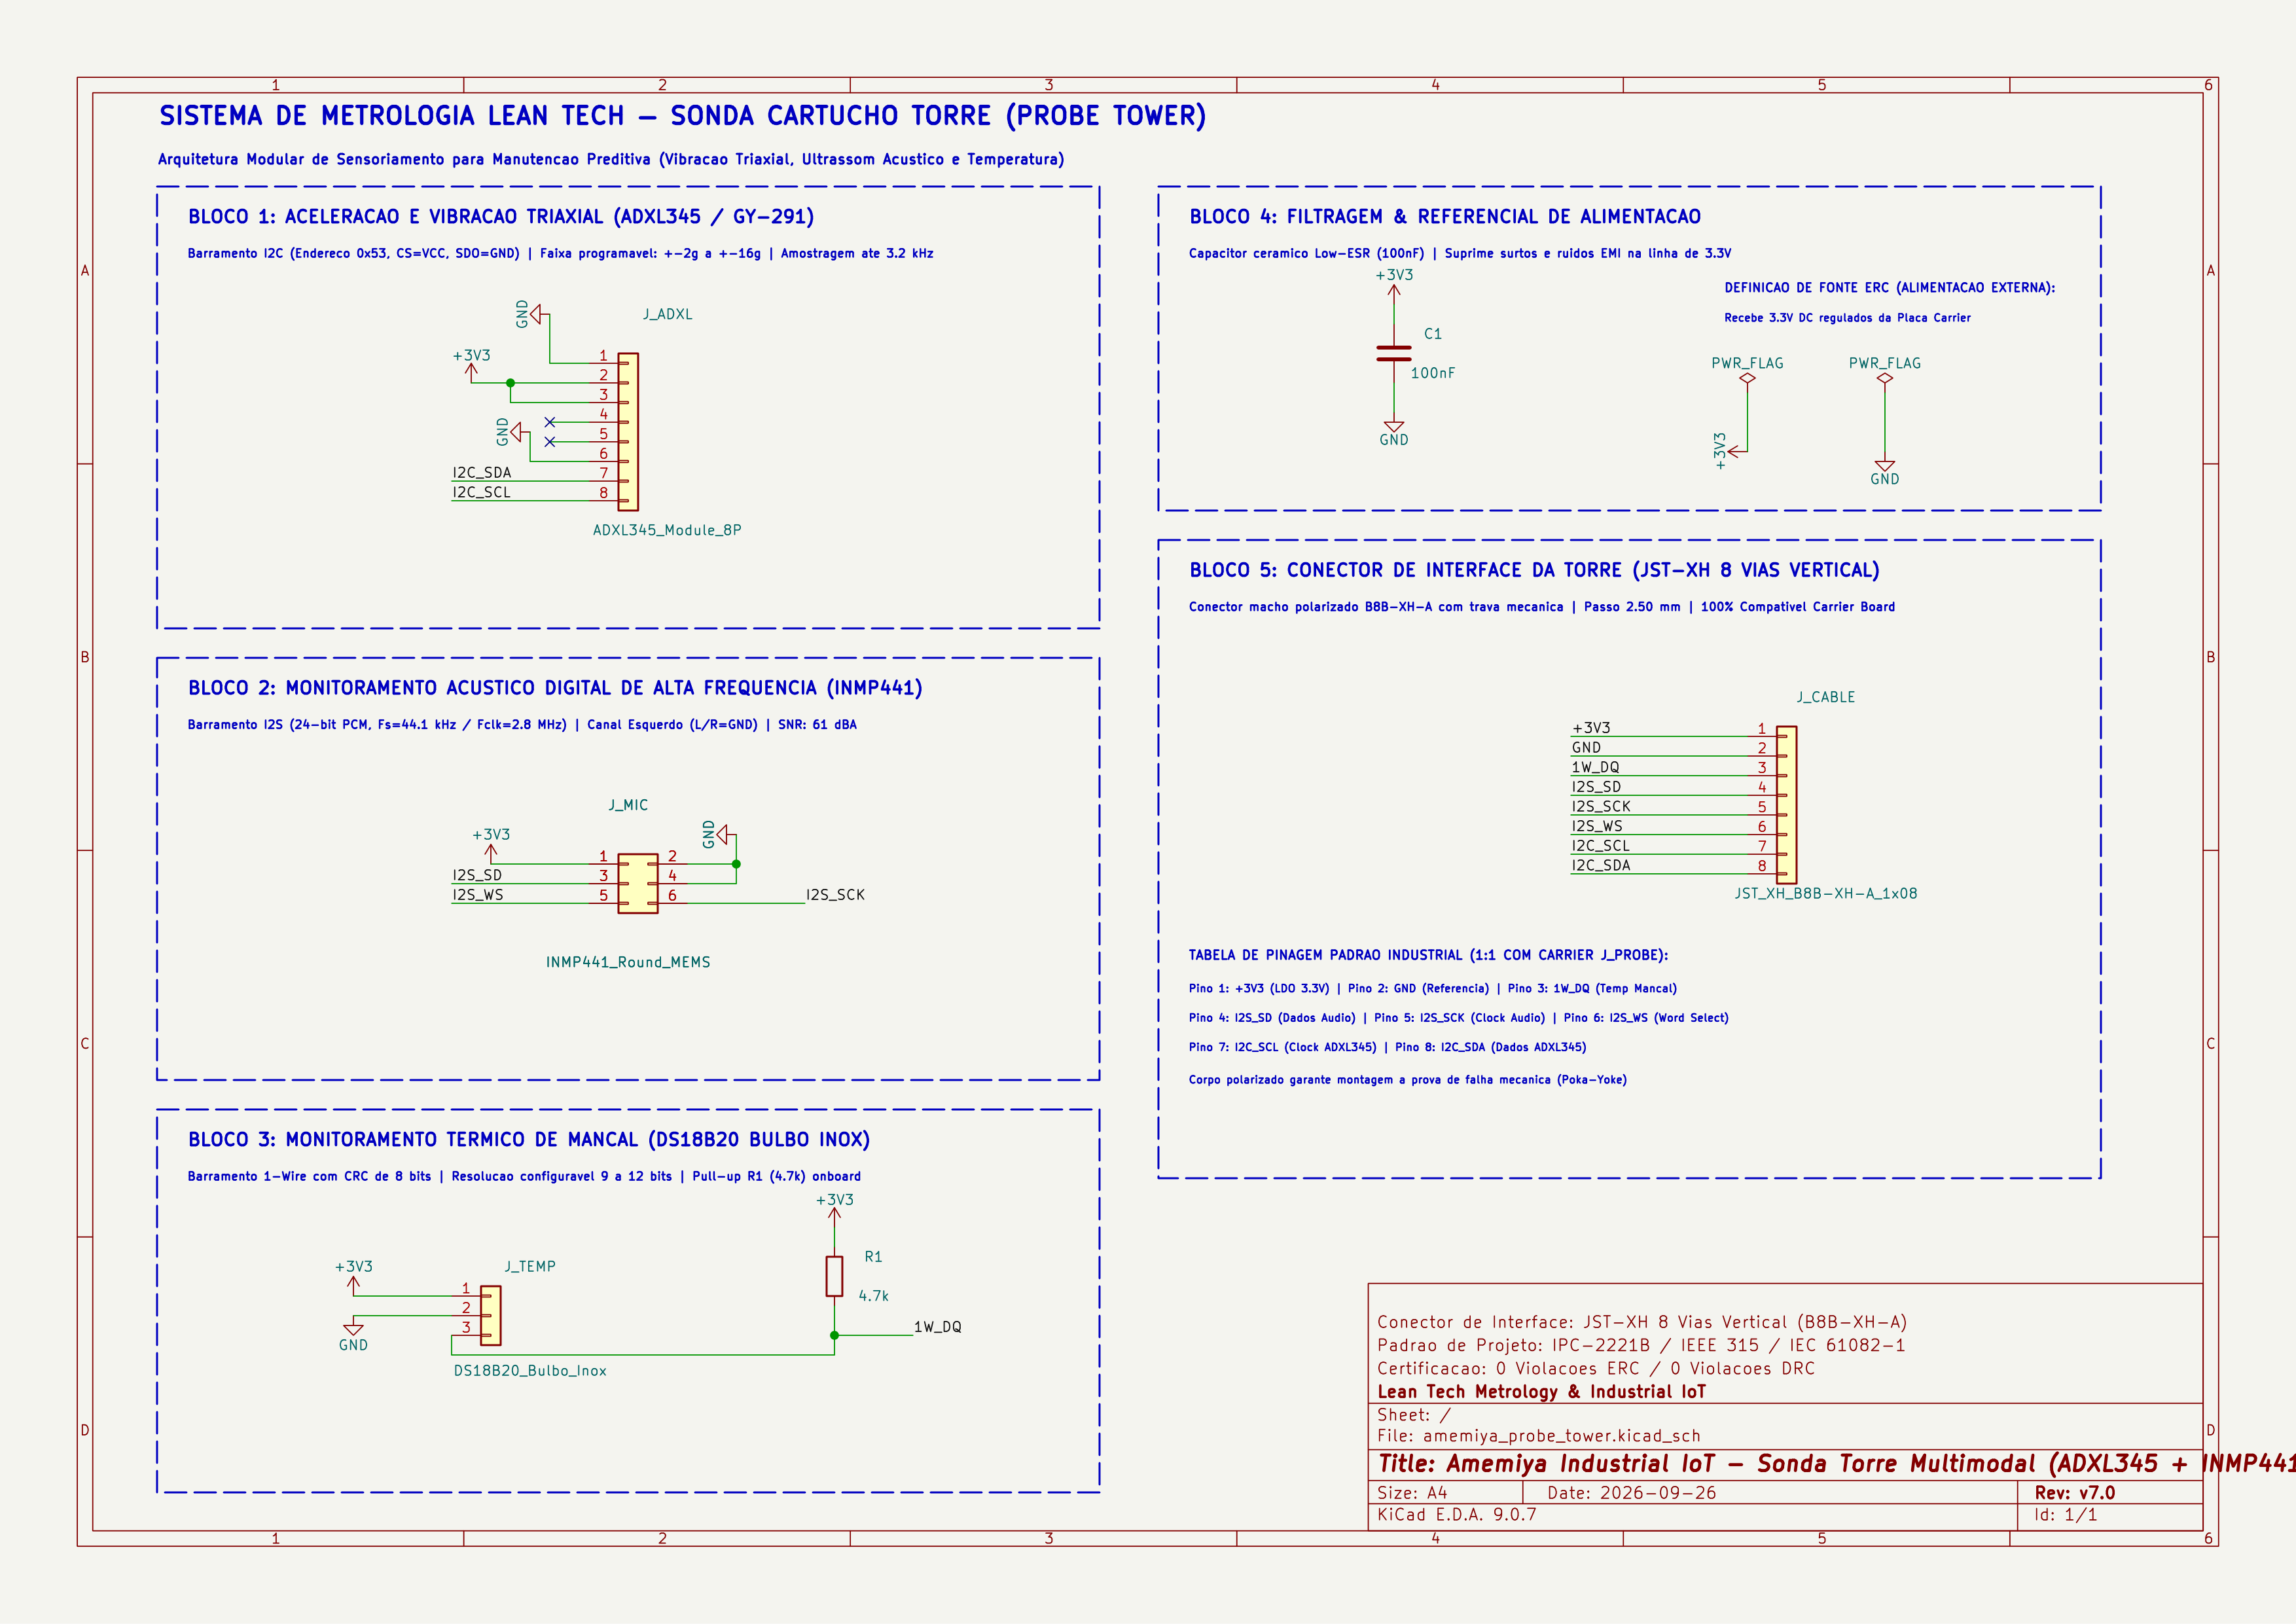 1 2 3 4 5 6
SISTEMA DE METROLOGIA LEAN TECH – SONDA CARTUCHO TORRE (PROBE TOWER)
Arquitetura Modular de Sensoriamento para Manutencao Preditiva (Vibracao Triaxial, Ultrassom Acustico e Temperatura)
A
B
C
D
BLOCO 1: ACELERACAO E VIBRACAO TRIAXIAL (ADXL345 / GY-291)
Barramento I2C (Endereco 0x53, CS=VCC, SDO=GND) | Faixa programavel: +-2g a +-16g | Amostragem ate 3.2 kHz
GND
J_ADXL
+3V3
1
2
3
4
5
GND
6
I2C_SDA
7
I2C_SCL
8
ADXL345_Module_8P
BLOCO 2: MONITORAMENTO ACUSTICO DIGITAL DE ALTA FREQUENCIA (INMP441)
Barramento I2S (24-bit PCM, Fs=44.1 kHz / Fclk=2.8 MHz) | Canal Esquerdo (L/R=GND) | SNR: 61 dBA
J_MIC
+3V3
GND
1 2
I2S_SD 3 4
I2S_WS 5 6 I2S_SCK
INMP441_Round_MEMS
BLOCO 3: MONITORAMENTO TERMICO DE MANCAL (DS18B20 BULBO INOX)
Barramento 1-Wire com CRC de 8 bits | Resolucao configuravel 9 a 12 bits | Pull-up R1 (4.7k) onboard
+3V3
R1
4.7k
1W_DQ
+3V3
J_TEMP
1
2
3
GND
DS18B20_Bulbo_Inox
BLOCO 4: FILTRAGEM & REFERENCIAL DE ALIMENTACAO
Capacitor ceramico Low-ESR (100nF) | Suprime surtos e ruidos EMI na linha de 3.3V
+3V3
C1
100nF
GND
DEFINICAO DE FONTE ERC (ALIMENTACAO EXTERNA):
Recebe 3.3V DC regulados da Placa Carrier
PWR_FLAG PWR_FLAG
+3V3
GND
BLOCO 5: CONECTOR DE INTERFACE DA TORRE (JST-XH 8 VIAS VERTICAL)
Conector macho polarizado B8B-XH-A com trava mecanica | Passo 2.50 mm | 100% Compativel Carrier Board
J_CABLE
+3V3 1
GND 2
1W_DQ 3
I2S_SD 4
I2S_SCK 5
I2S_WS 6
I2C_SCL 7
I2C_SDA 8
JST_XH_B8B-XH-A_1x08
TABELA DE PINAGEM PADRAO INDUSTRIAL (1:1 COM CARRIER J_PROBE):
Pino 1: +3V3 (LDO 3.3V) | Pino 2: GND (Referencia) | Pino 3: 1W_DQ (Temp Mancal)
Pino 4: I2S_SD (Dados Audio) | Pino 5: I2S_SCK (Clock Audio) | Pino 6: I2S_WS (Word Select)
Pino 7: I2C_SCL (Clock ADXL345) | Pino 8: I2C_SDA (Dados ADXL345)
Corpo polarizado garante montagem a prova de falha mecanica (Poka-Yoke)
A
B
C
D
Conector de Interface: JST-XH 8 Vias Vertical (B8B-XH-A)
Padrao de Projeto: IPC-2221B / IEEE 315 / IEC 61082-1
Certificacao: 0 Violacoes ERC / 0 Violacoes DRC
Lean Tech Metrology & Industrial IoT
Sheet: /
File: amemiya_probe_tower.kicad_sch
Title: Amemiya Industrial IoT – Sonda Torre Multimodal (ADXL345 + INMP441
Size: A4 Date: 2026-09-26 Rev: v7.0
KiCad E.D.A. 9.0.7 Id: 1/1
1 2 3 4 5 6